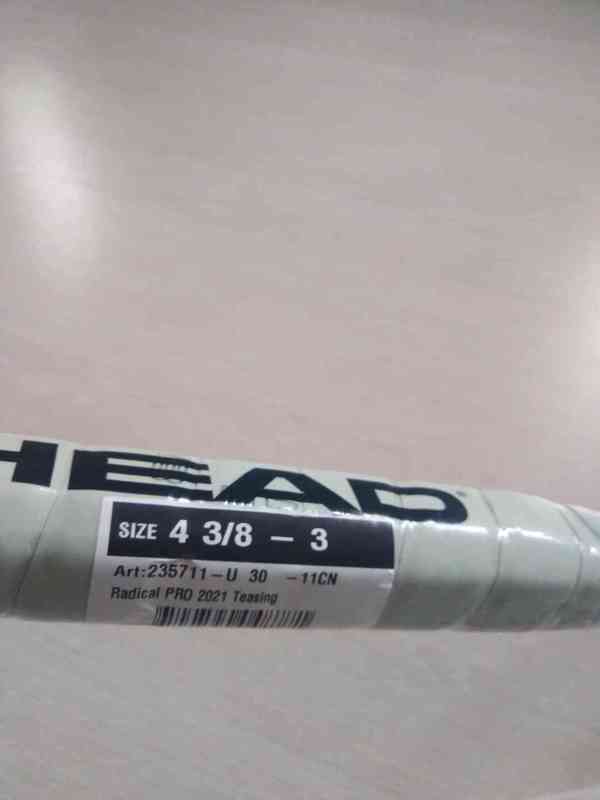 HEAD
SIZE 4 3/8 - 3
Art:235711-U 30 -11CN
Radical PRO 2021 Teasing